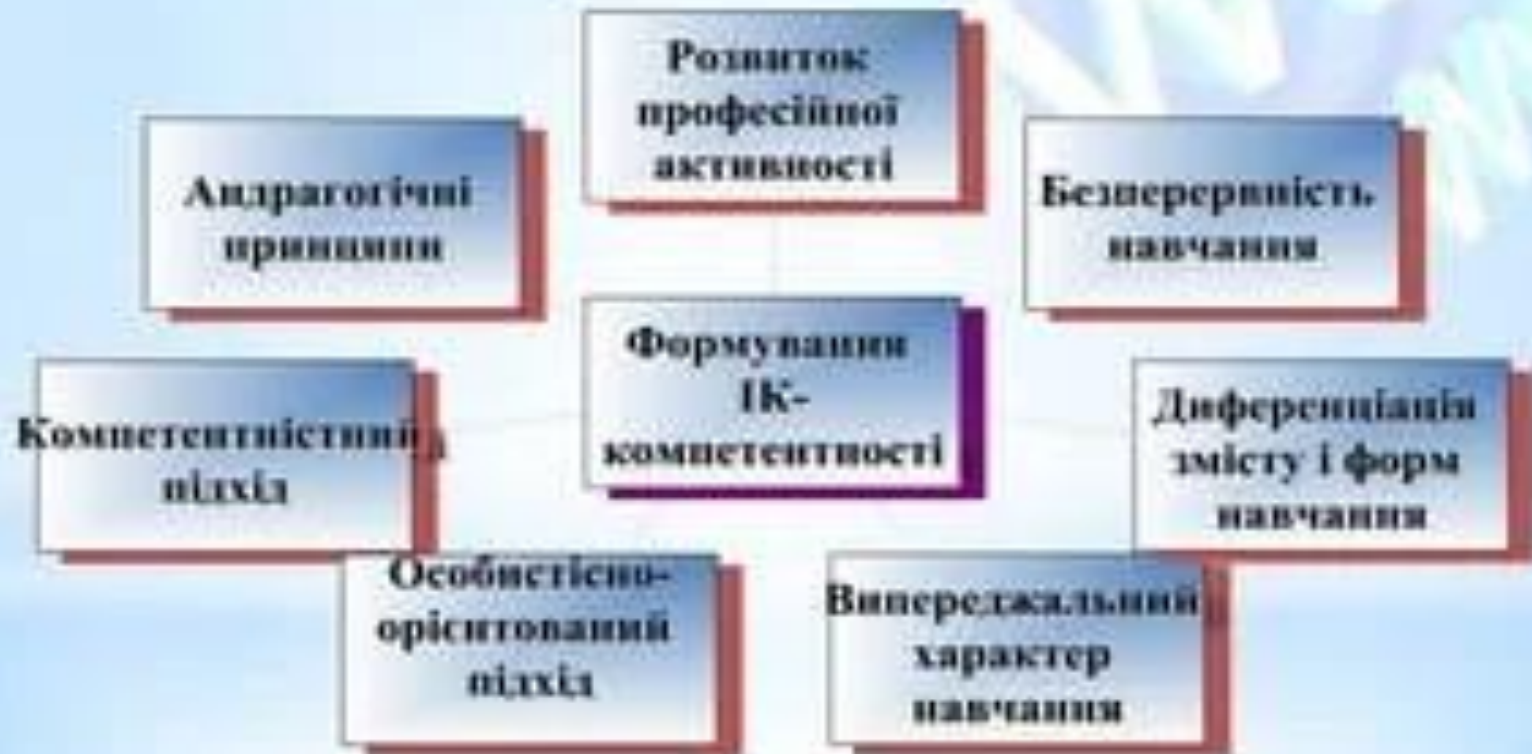 Розвиток
професійної
активності
Андрагогічні
принципи
Безперервність
навчання
Формування
ІК-
компетентності
Компетентністний
підхід
Диференціація
змісту і форм
навчання
Особистісно-
орієнтований
підхід
Випереджальний
характер
навчання